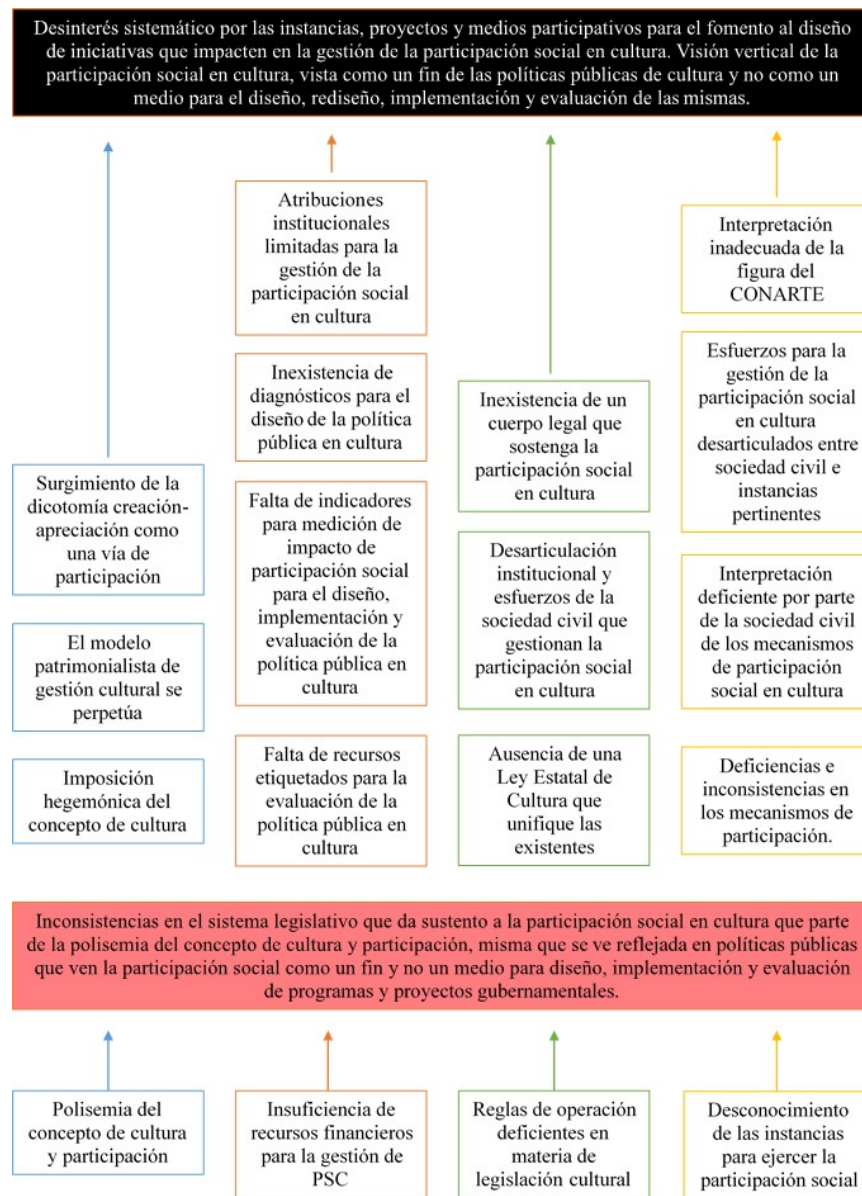 Desinterés sistemático por las instancias, proyectos y medios participativos para el fomento al diseño
de iniciativas que impacten en la gestión de la participación social en cultura. Visión vertical de la
participación social en cultura, vista como un fin de las políticas públicas de cultura y no como un
medio para el diseño, rediseño, implementación y evaluación de las mismas.
Surgimiento de la
dicotomía creación-
apreciación como
una vía de
participación
El modelo
patrimonialista de
gestión cultural se
perpetúa
Imposición
hegemónica del
concepto de cultura
Atribuciones
institucionales
limitadas para la
gestión de la
participación social
en cultura
Inexistencia de
diagnósticos para el
diseño de la política
pública en cultura
Falta de indicadores
para medición de
impacto de
participación social
para el diseño,
implementación y
evaluación de la
política pública en
cultura
Falta de recursos
etiquetados para la
evaluación de la
política pública en
cultura
Inexistencia de un
cuerpo legal que
sostenga la
participación social
en cultura
Desarticulación
institucional y
esfuerzos de la
sociedad civil que
gestionan la
participación social
en cultura
Ausencia de una
Ley Estatal de
Cultura que
unifique las
existentes
Interpretación
inadecuada de la
figura del
CONARTE
Esfuerzos para la
gestión de la
participación social
en cultura
desarticulados entre
sociedad civil e
instancias
pertinentes
Interpretación
deficiente por parte
de la sociedad civil
de los mecanismos
de participación
social en cultura
Deficiencias e
inconsistencias en
los mecanismos de
participación.
Inconsistencias en el sistema legislativo que da sustento a la participación social en cultura que parte
de la polisemia del concepto de cultura y participación, misma que se ve reflejada en políticas públicas
que ven la participación social como un fin y no un medio para diseño, implementación y evaluación
de programas y proyectos gubernamentales.
Polisemia del
concepto de cultura
y participación
Insuficiencia de
recursos financieros
para la gestión de
PSC
Reglas de operación
deficientes en
materia de
legislación cultural
Desconocimiento
de las instancias
para ejercer la
participación social